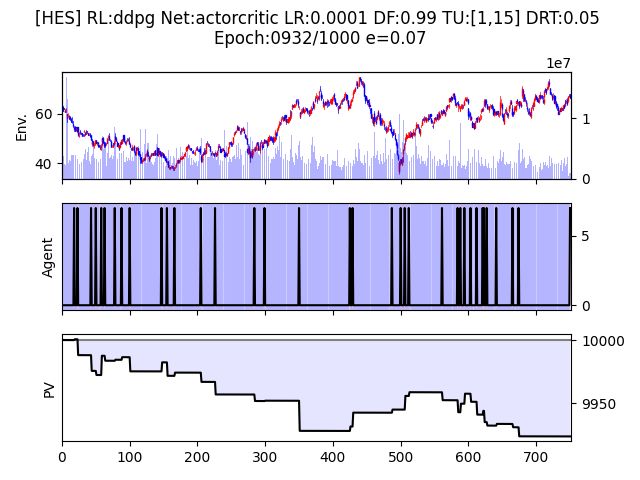 [HES] RL:ddpg Net:actorcritic LR:0.0001 DF:0.99 TU:[1,15] DRT:0.05
Epoch:0932/1000 e=0.07
1e7
Env.
60
40
1
0
Agent
5
0
PV
10000
9950
0 100 200 300 400 500 600 700